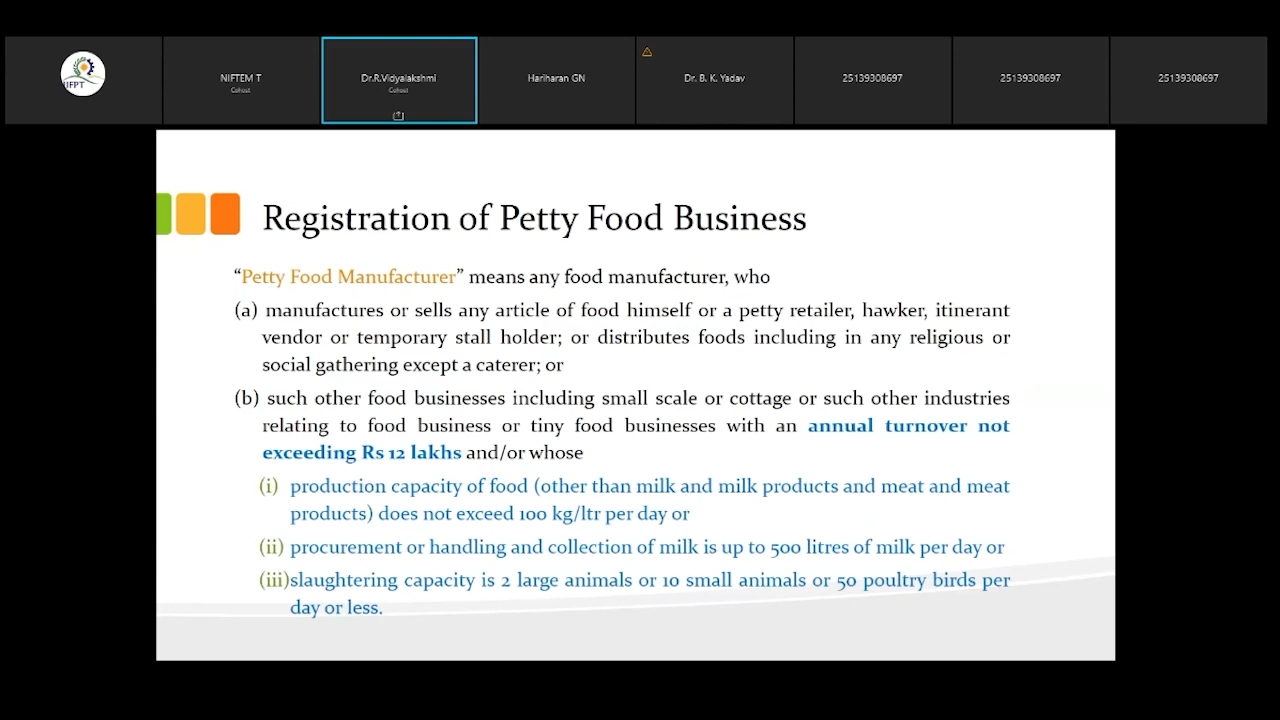 IIFPT
NIFTEM T
Cohost
Dr.R.Vidyalakshmi
Cohost
Hariharan GN
Dr. B. K. Yadav
25139308697
25139308697
25139308697
Registration of Petty Food Business
“Petty Food Manufacturer” means any food manufacturer, who
(a) manufactures or sells any article of food himself or a petty retailer, hawker, itinerant
vendor or temporary stall holder; or distributes foods including in any religious or
social gathering except a caterer; or
(b) such other food businesses including small scale or cottage or such other industries
relating to food business or tiny food businesses with an annual turnover not
exceeding Rs 12 lakhs and/or whose
(i) production capacity of food (other than milk and milk products and meat and meat
products) does not exceed 100 kg/ltr per day or
(ii) procurement or handling and collection of milk is up to 500 litres of milk per day or
(iii)slaughtering capacity is 2 large animals or 10 small animals or 50 poultry birds per
day or less.